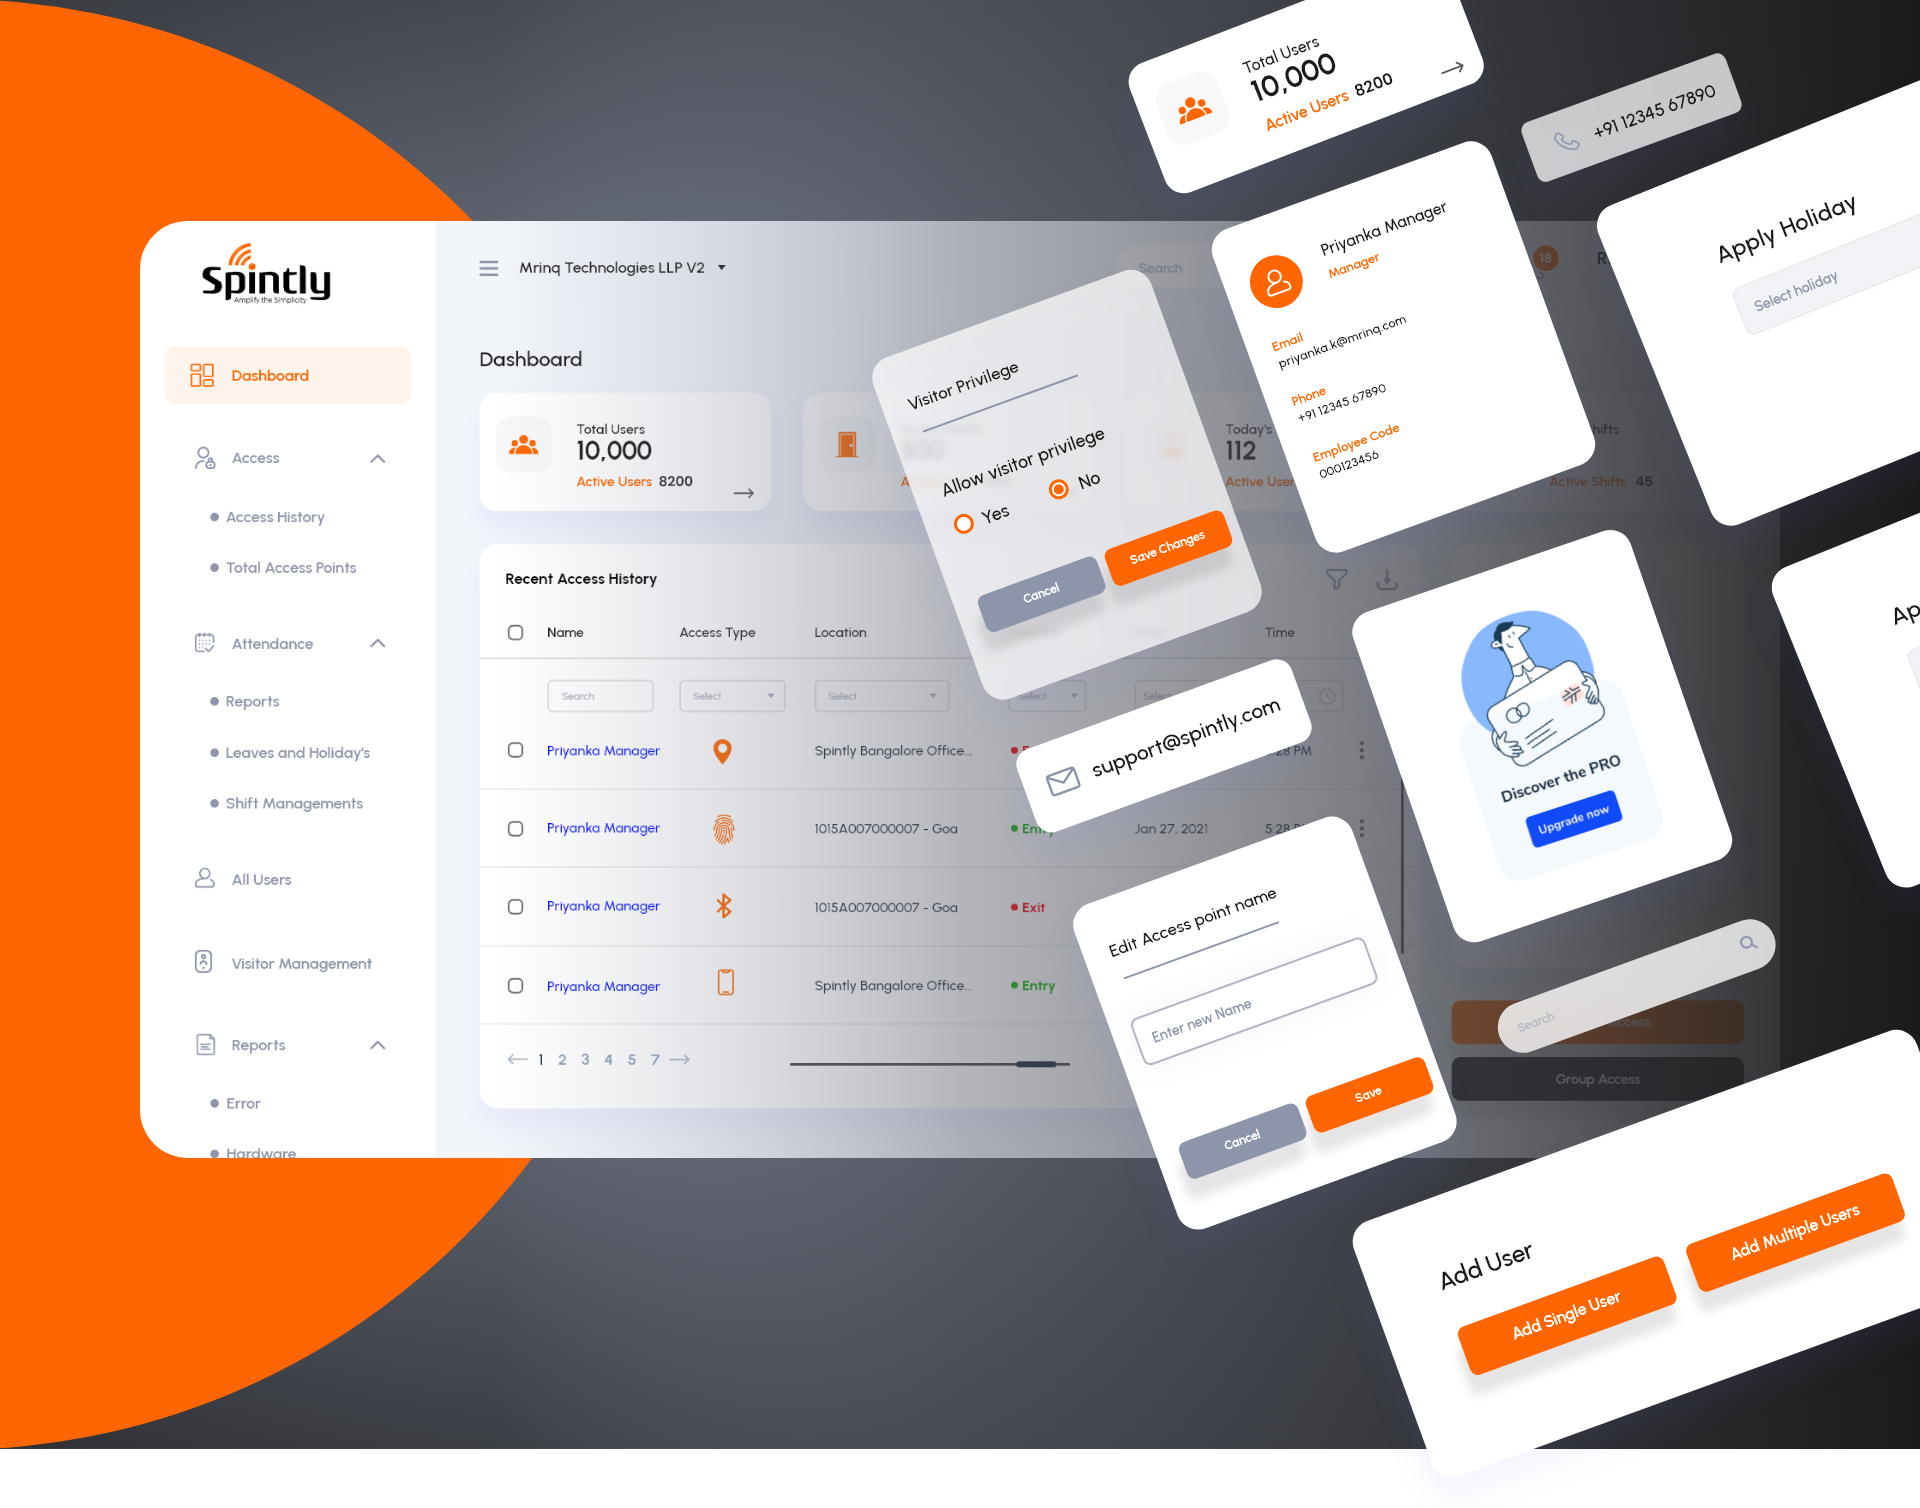 Spintly
Amplify the Simplicity
Dashboard
Access
Access History
Total Access Points
Attendance
Reports
Leaves and Holiday's
Shift Managements
All Users
Visitor Management
Reports
Error
Hardware
Mrinq Technologies LLP V2
Search
18
Dashboard
Total Users
10,000
Active Users 8200
500
Today's
112
Active User
hifts
Active Shifts 45
Recent Access History
Name
Access Type
Location
Time
Search
Select
Select
Select
Select
Priyanka Manager
Spintly Bangalore Office...
:28 PM
Priyanka Manager
1015A007000007 - Goa
Entry
Jan 27, 2021
5:28 P
Priyanka Manager
1015A007000007 - Goa
Exit
Priyanka Manager
Spintly Bangalore Office...
Entry
1 2 3 4 5 7
Access
Group Access
Total Users
10,000
Active Users 8200
+91 12345 67890
Priyanka Manager
Manager
Email
priyanka.k@mrinq.com
Phone
+91 12345 67890
Employee Code
000123456
Apply Holiday
Select holiday
Visitor Privilege
Allow visitor privilege
Yes
No
Cancel
Save Changes
support@spintly.com
Discover the PRO
Upgrade now
Ap
Edit Access point name
Enter new Name
Cancel
Save
Search
Add User
Add Single User
Add Multiple Users